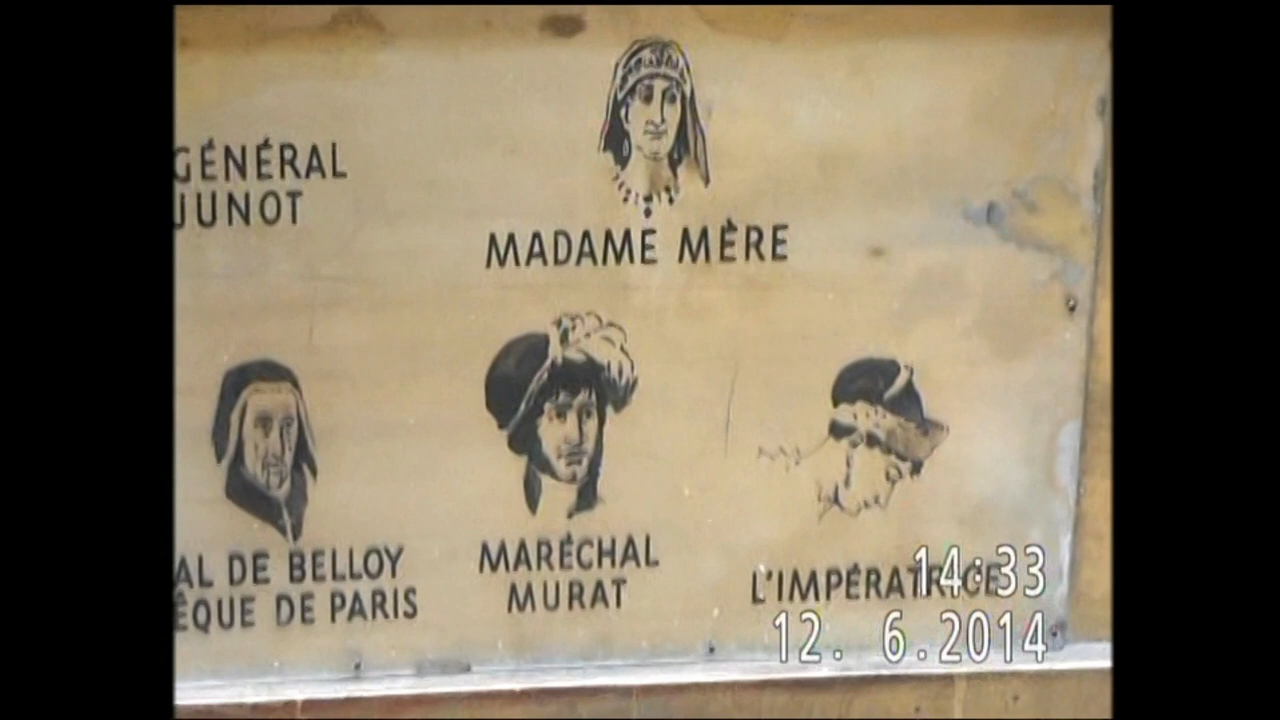 GÉNÉRAL
JUNOT
MADAME MÈRE
AL DE BELLOY
ÊQUE DE PARIS
MARÉCHAL
MURAT
L'IMPÉRATRICE
14:33
12. 6.2014